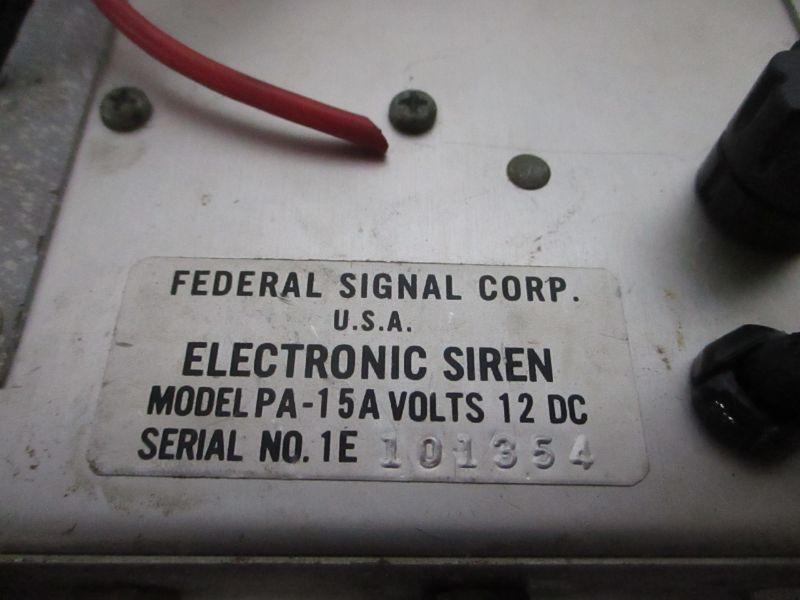 FEDERAL SIGNAL CORP.
U.S.A.
ELECTRONIC SIREN
MODEL PA-15A VOLTS 12 DC
SERIAL NO. 1E 101354